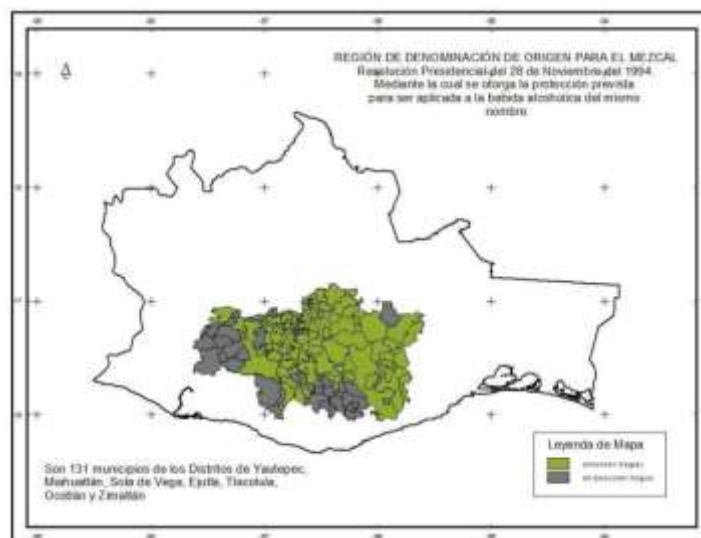 REGIÓN DE DENOMINACIÓN DE ORIGEN PARA EL MEZCAL
Resolución Presidencial del 28 de Noviembre del 1994.
Mediante la cual se otorga la protección prevista
para ser aplicada a la bebida alcohólica del mismo
nombre
Son 131 municipios de los Distritos de Yautepec,
Miahuatlán, Sola de Vega, Ejutla, Tlacolula,
Ocotlán y Zimatlán
Leyenda de Mapa